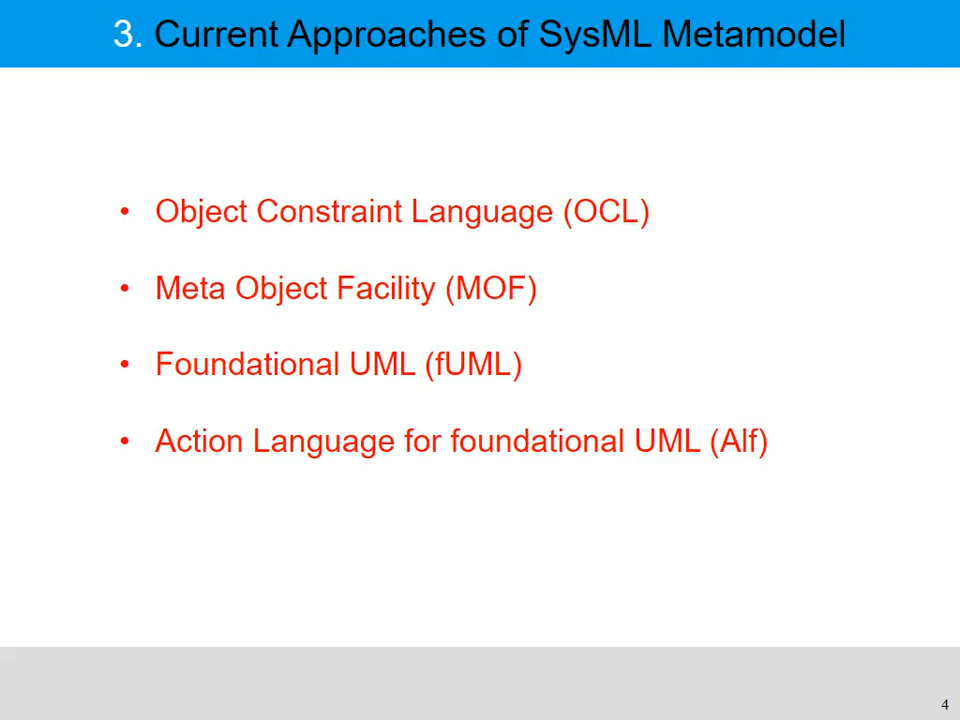 3. Current Approaches of SysML Metamodel
• Object Constraint Language (OCL)
• Meta Object Facility (MOF)
• Foundational UML (fUML)
• Action Language for foundational UML (Alf)
4